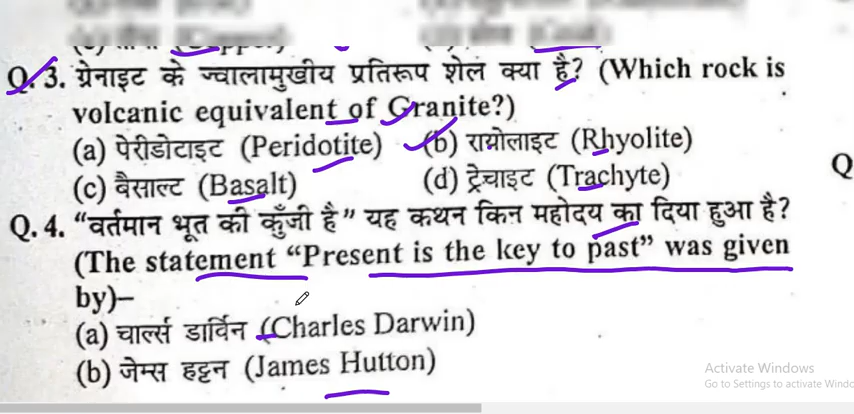 (Copper)
Q. 3. ग्रेनाइट के ज्वालामुखीय प्रतिरूप शेल क्या है? (Which rock is
volcanic equivalent of Granite?)
(a) पेरीडोटाइट (Peridotite) (b) रायोलाइट (Rhyolite)
(c) बैसाल्ट (Basalt) (d) ट्रेचाइट (Trachyte)
Q
Q. 4. “वर्तमान भूत की कुँजी है” यह कथन किन महोदय का दिया हुआ है?
(The statement “Present is the key to past” was given
by)–
(a) चार्ल्स डार्विन (Charles Darwin)
(b) जेम्स हट्टन (James Hutton)
Activate Windows
Go to Settings to activate Windo